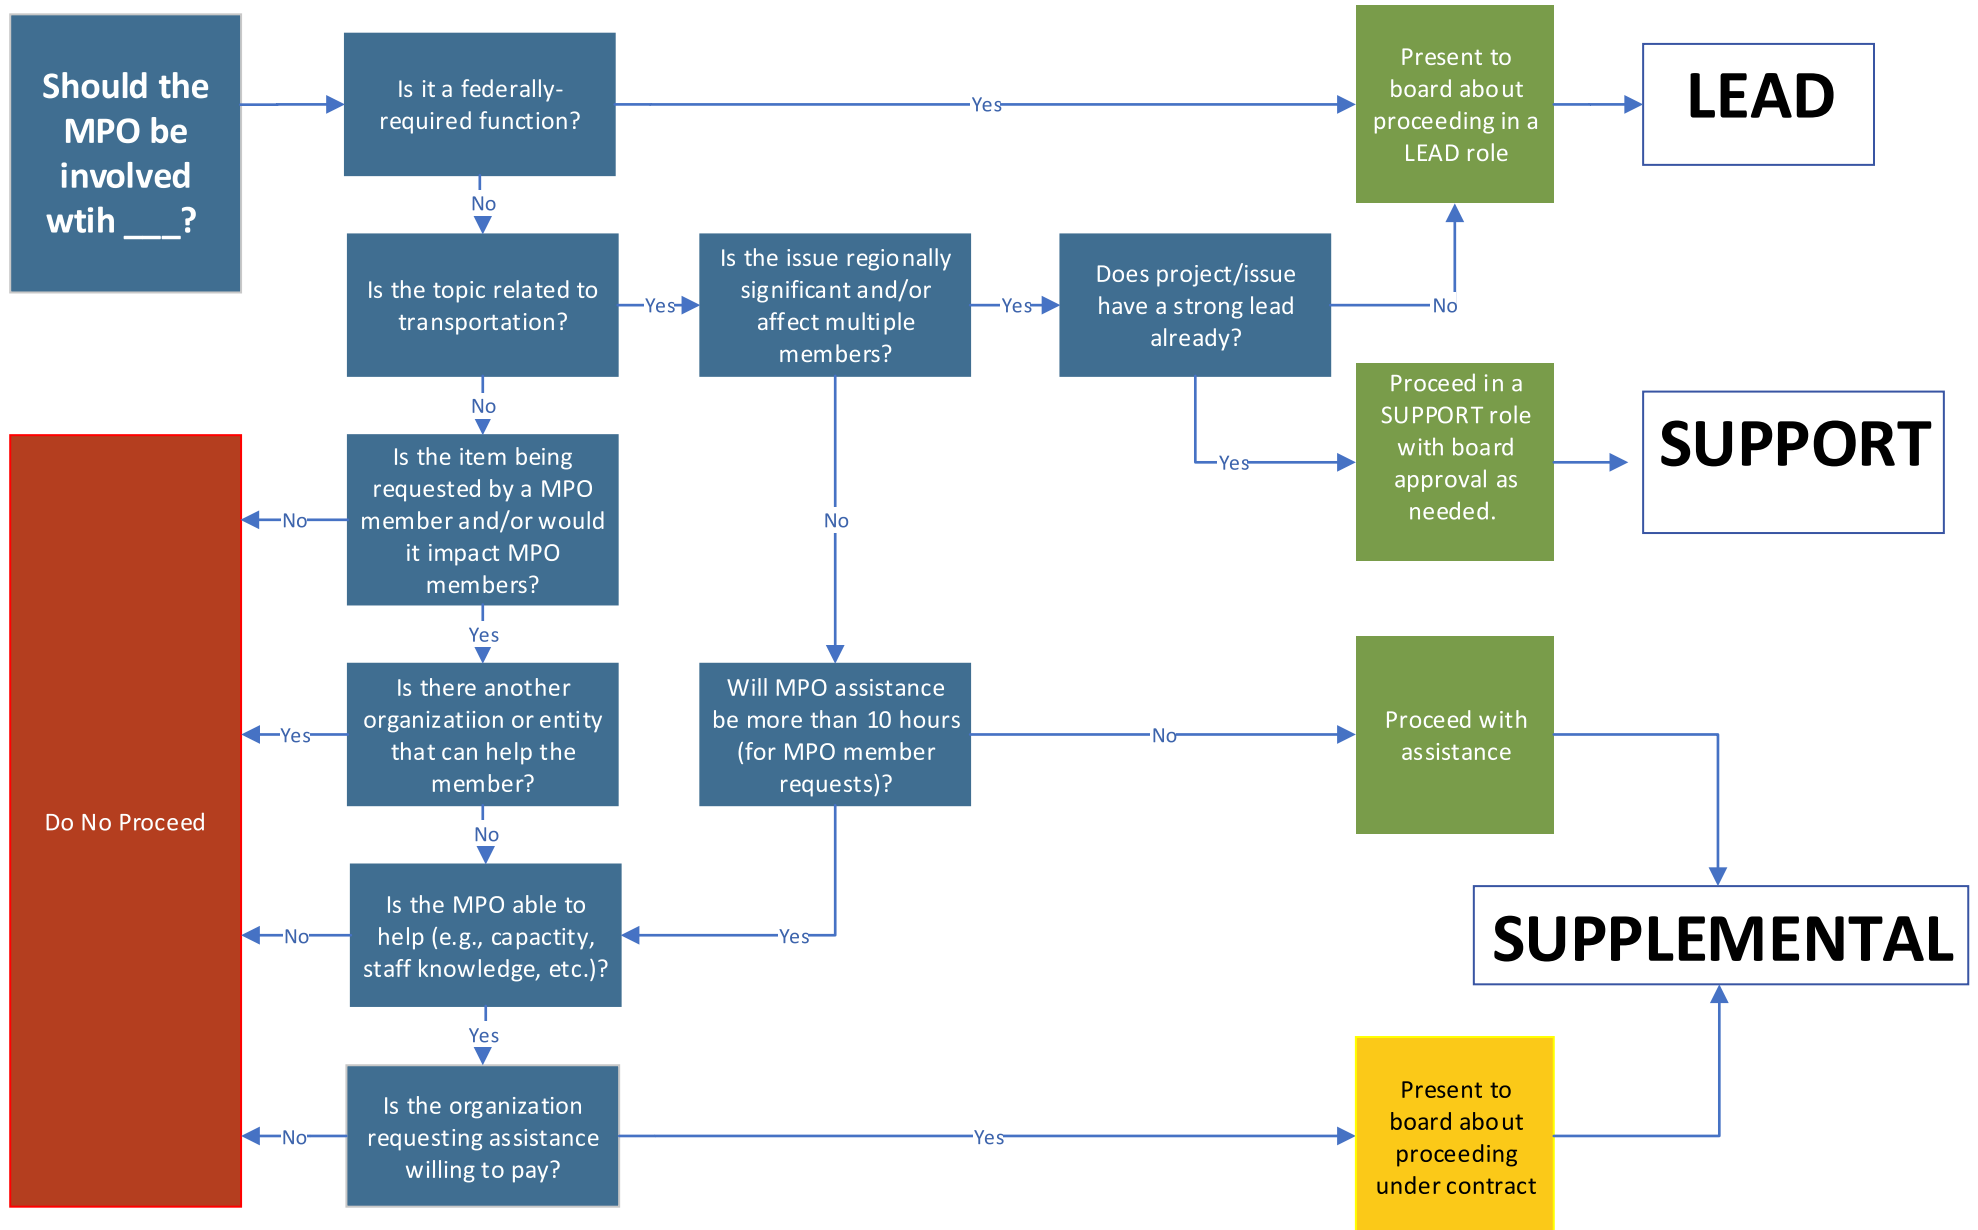 Should the
MPO be
involved
wtih ___?
Is it a federally-
required function?
Yes
Present to
board about
proceeding in a
LEAD role
LEAD
No
Is the topic related to
transportation?
Yes
Is the issue regionally
significant and/or
affect multiple
members?
Yes
Does project/issue
have a strong lead
already?
No
Yes
Proceed in a
SUPPORT role
with board
approval as
needed.
SUPPORT
No
Is the item being
requested by a MPO
member and/or would
it impact MPO
members?
No
No
Yes
Is there another
organizatiion or entity
that can help the
member?
Yes
Will MPO assistance
be more than 10 hours
(for MPO member
requests)?
No
Proceed with
assistance
Do No Proceed
No
Is the MPO able to
help (e.g., capactity,
staff knowledge, etc.)?
No
Yes
SUPPLEMENTAL
Yes
Is the organization
requesting assistance
willing to pay?
No
Yes
Present to
board about
proceeding
under contract